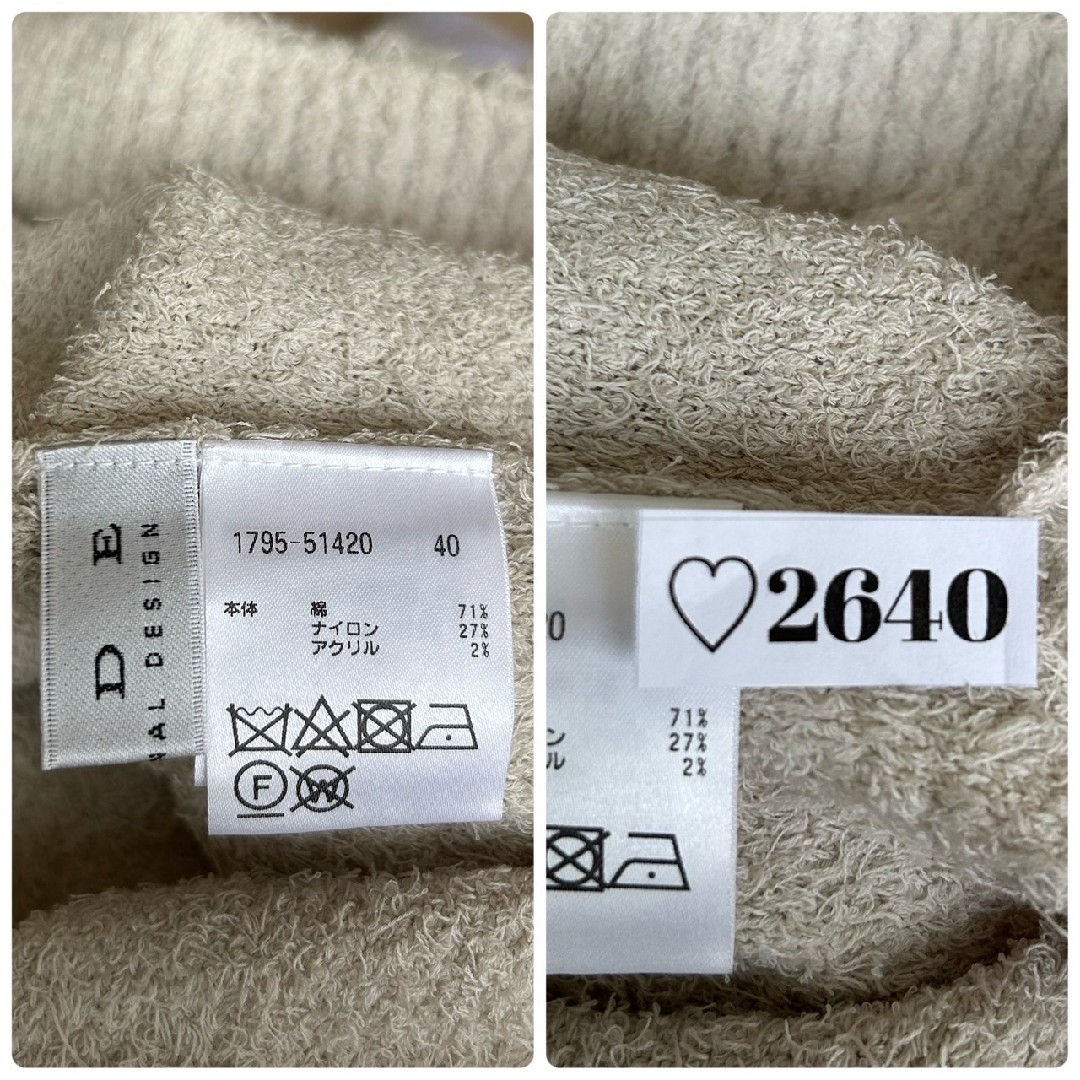 D E
NAL DESIGN
1795-51420 40
本体 綿 71%
ナイロン 27%
アクリル 2%
F
W
♡2640
71%
27%
ル 2%